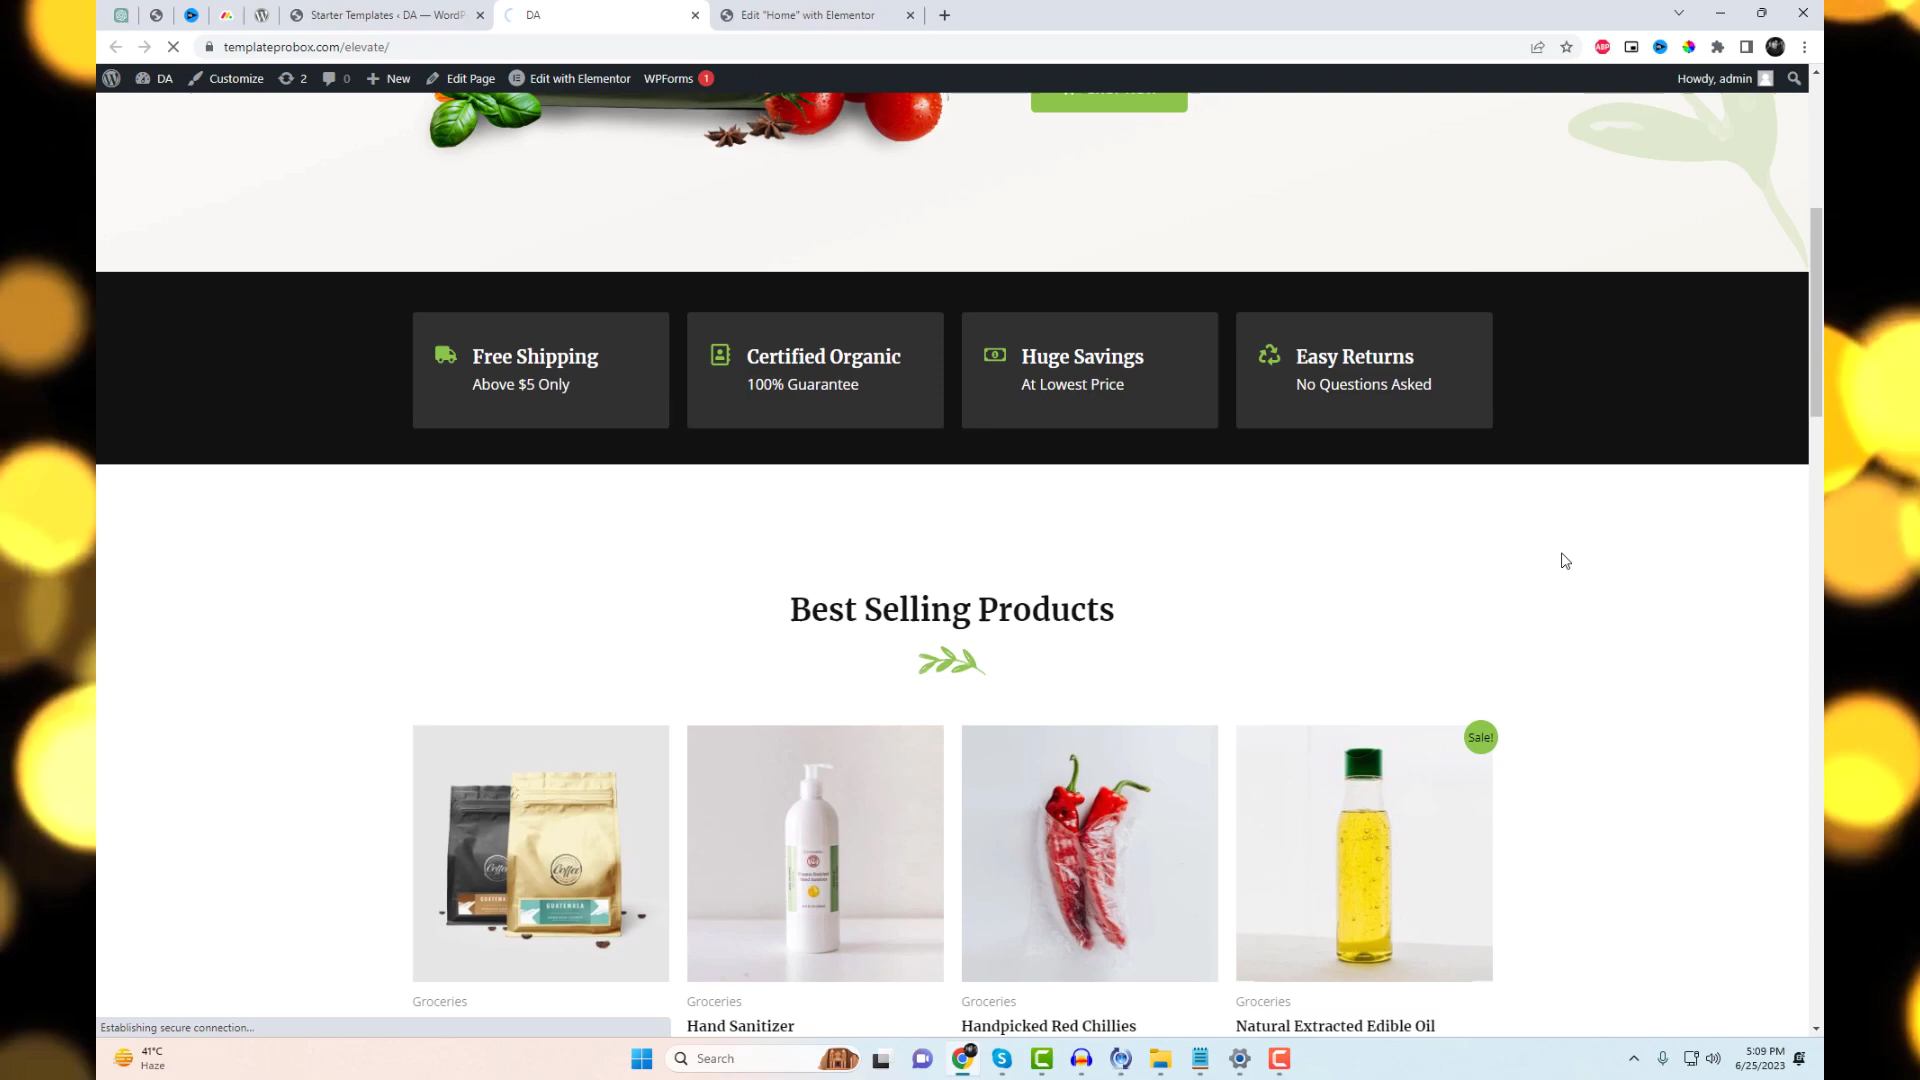 Starter Templates ‹ DA — WordP
DA
Edit "Home" with Elementor
templateprobox.com/elevate/
ABP
DA
Customize
2
0
New
Edit Page
Edit with Elementor
WPForms 1
Howdy, admin
Free Shipping
Above $5 Only
Certified Organic
100% Guarantee
Huge Savings
At Lowest Price
Easy Returns
No Questions Asked
Best Selling Products
Sale!
Coffee
GUATEMALA
Groceries
Groceries
Groceries
Groceries
Hand Sanitizer
Handpicked Red Chillies
Natural Extracted Edible Oil
Establishing secure connection...
41°C
Haze
Search
5:09 PM
6/25/2023